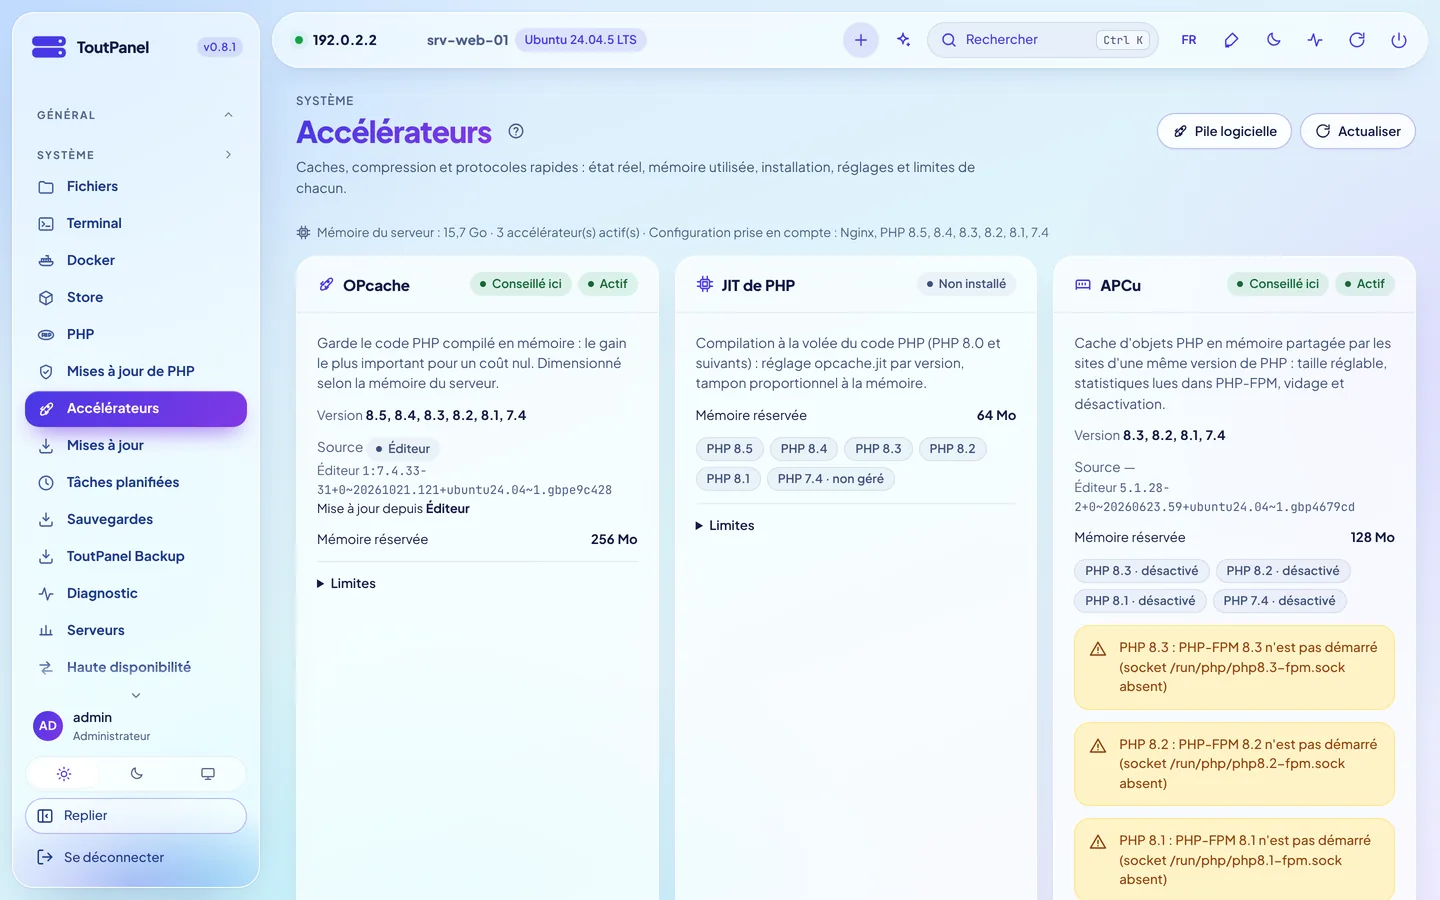 ToutPanel
v0.8.1
GÉNÉRAL
SYSTÈME
Fichiers
Terminal
Docker
Store
PHP
Mises à jour de PHP
Accélérateurs
Mises à jour
Tâches planifiées
Sauvegardes
ToutPanel Backup
Diagnostic
Serveurs
Haute disponibilité
AD
admin
Administrateur
Replier
Se déconnecter
192.0.2.2
srv-web-01
Ubuntu 24.04.5 LTS
Rechercher
Ctrl K
FR
SYSTÈME
Accélérateurs
Caches, compression et protocoles rapides : état réel, mémoire utilisée, installation, réglages et limites de
chacun.
Pile logicielle
Actualiser
Mémoire du serveur : 15,7 Go · 3 accélérateur(s) actif(s) · Configuration prise en compte : Nginx, PHP 8.5, 8.4, 8.3, 8.2, 8.1, 7.4
OPcache
Conseillé ici
Actif
Garde le code PHP compilé en mémoire : le gain
le plus important pour un coût nul. Dimensionné
selon la mémoire du serveur.
Version 8.5, 8.4, 8.3, 8.2, 8.1, 7.4
Source Éditeur
Éditeur 1:7.4.33-
31+0~20261021.121+ubuntu24.04~1.gbpe9c428
Mise à jour depuis Éditeur
Mémoire réservée 256 Mo
Limites
JIT de PHP
Non installé
Compilation à la volée du code PHP (PHP 8.0 et
suivants) : réglage opcache.jit par version,
tampon proportionnel à la mémoire.
Mémoire réservée 64 Mo
PHP 8.5 PHP 8.4 PHP 8.3 PHP 8.2
PHP 8.1 PHP 7.4 · non géré
Limites
APCu
Conseillé ici
Actif
Cache d'objets PHP en mémoire partagée par les
sites d'une même version de PHP : taille réglable,
statistiques lues dans PHP-FPM, vidage et
désactivation.
Version 8.3, 8.2, 8.1, 7.4
Source —
Éditeur 5.1.28-
2+0~20260623.59+ubuntu24.04~1.gbp4679cd
Mémoire réservée 128 Mo
PHP 8.3 · désactivé PHP 8.2 · désactivé
PHP 8.1 · désactivé PHP 7.4 · désactivé
PHP 8.3 : PHP-FPM 8.3 n'est pas démarré
(socket /run/php/php8.3-fpm.sock
absent)
PHP 8.2 : PHP-FPM 8.2 n'est pas démarré
(socket /run/php/php8.2-fpm.sock
absent)
PHP 8.1 : PHP-FPM 8.1 n'est pas démarré
(socket /run/php/php8.1-fpm.sock
absent)